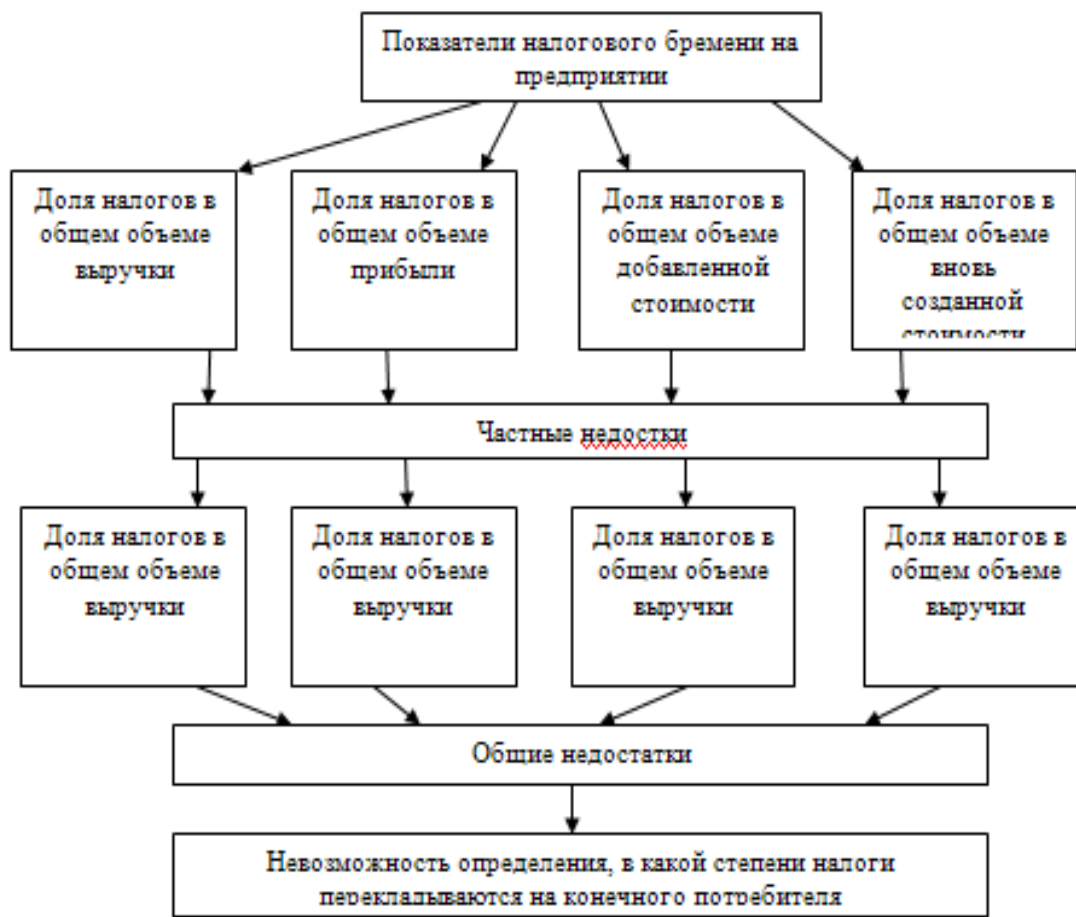 Показатели налогового бремени на
предприятии
Доля налогов в
общем объеме
выручки
Доля налогов в
общем объеме
прибыли
Доля налогов в
общем объеме
добавленной
стоимости
Доля налогов в
общем объеме
вновь
созданной
стоимости
Частные недостки
Доля налогов в
общем объеме
выручки
Доля налогов в
общем объеме
выручки
Доля налогов в
общем объеме
выручки
Доля налогов в
общем объеме
выручки
Общие недостатки
Невозможность определения, в какой степени налоги
перекладываются на конечного потребителя